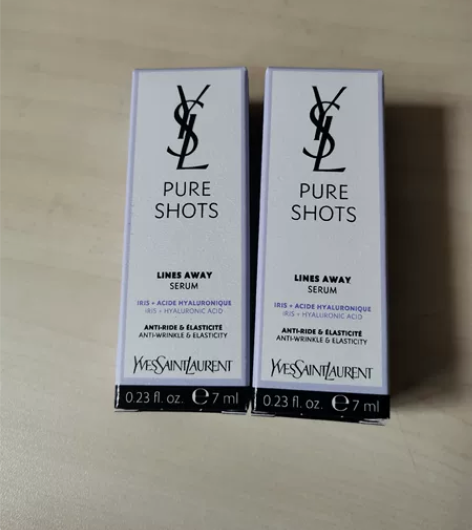 YSL
PURE
SHOTS
LINES AWAY
SERUM
IRIS + ACIDE HYALURONIQUE
IRIS + HYALURONIC ACID
ANTI-RIDE & ÉLASTICITÉ
ANTI-WRINKLE & ELASTICITY
YVESSAINTLAURENT
0.23 fl. oz. ℮ 7 ml
YSL
PURE
SHOTS
LINES AWAY
SERUM
IRIS + ACIDE HYALURONIQUE
IRIS + HYALURONIC ACID
ANTI-RIDE & ÉLASTICITÉ
ANTI-WRINKLE & ELASTICITY
YVESSAINTLAURENT
0.23 fl. oz. ℮ 7 ml